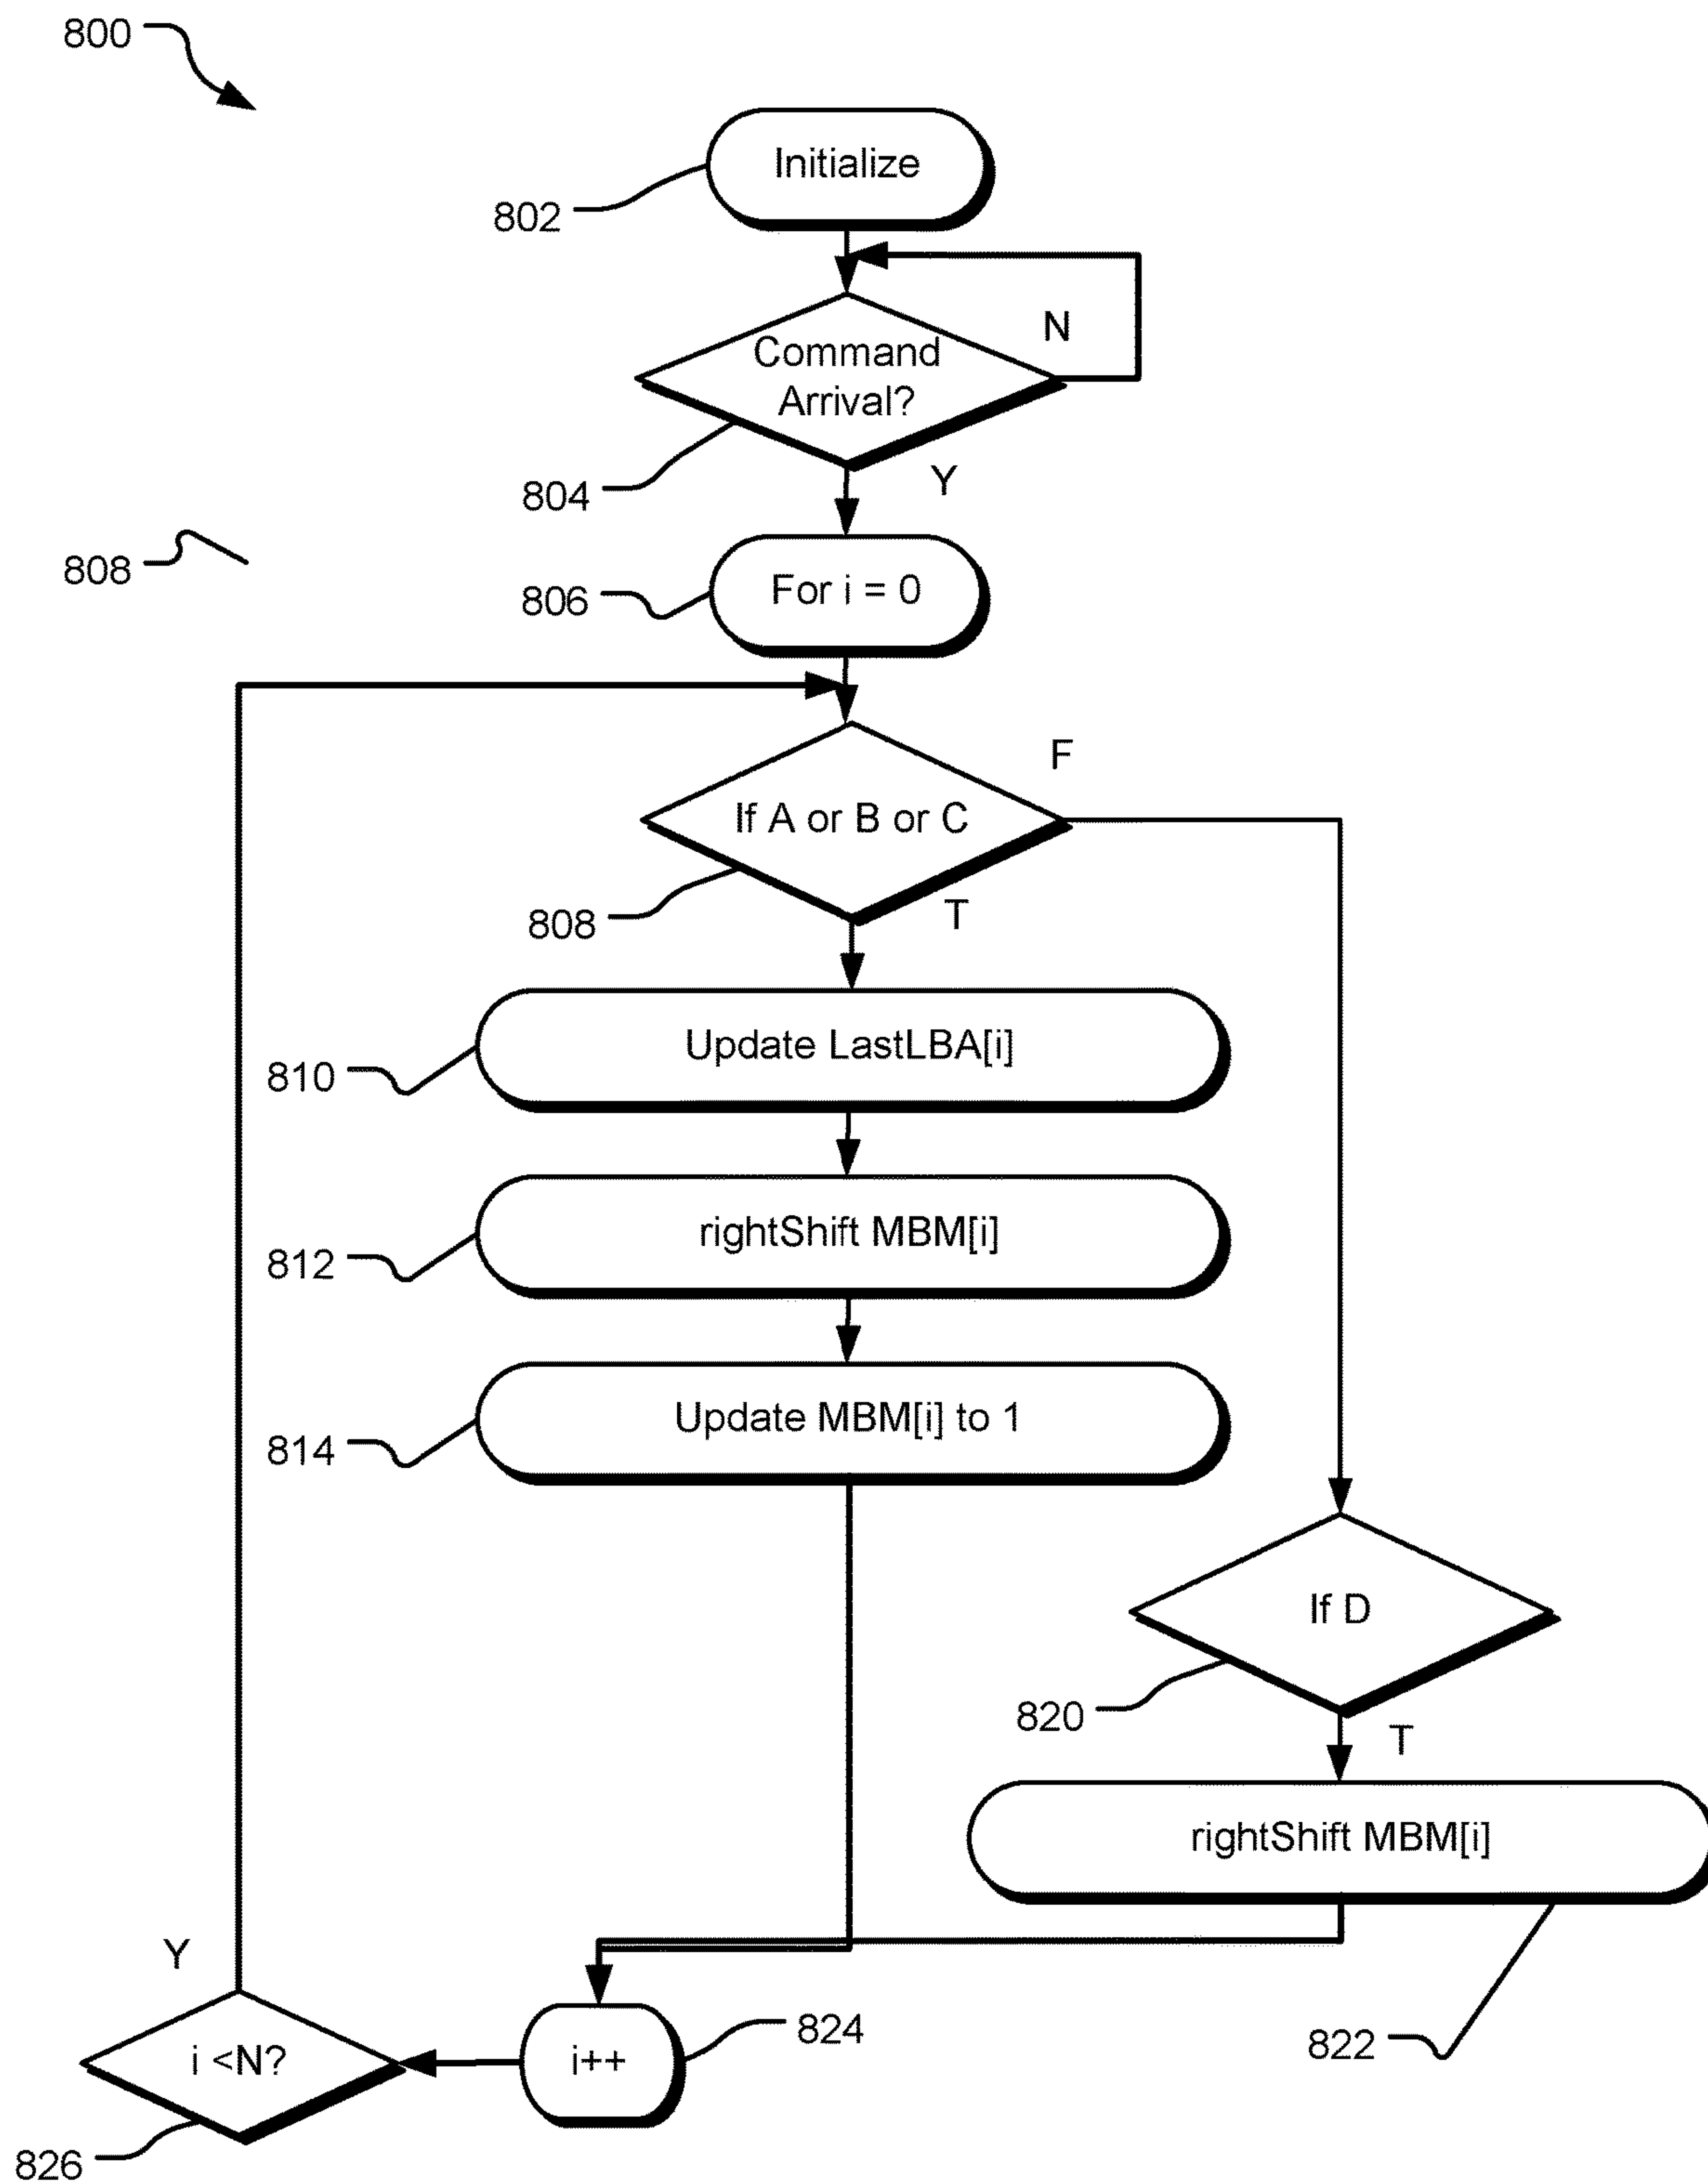 800
Initialize
802
Command
Arrival?
N
804
Y
808
For i = 0
806
F
If A or B or C
808
T
Update LastLBA[i]
810
rightShift MBM[i]
812
Update MBM[i] to 1
814
If D
820
T
rightShift MBM[i]
Y
824
822
i <N?
i++
826